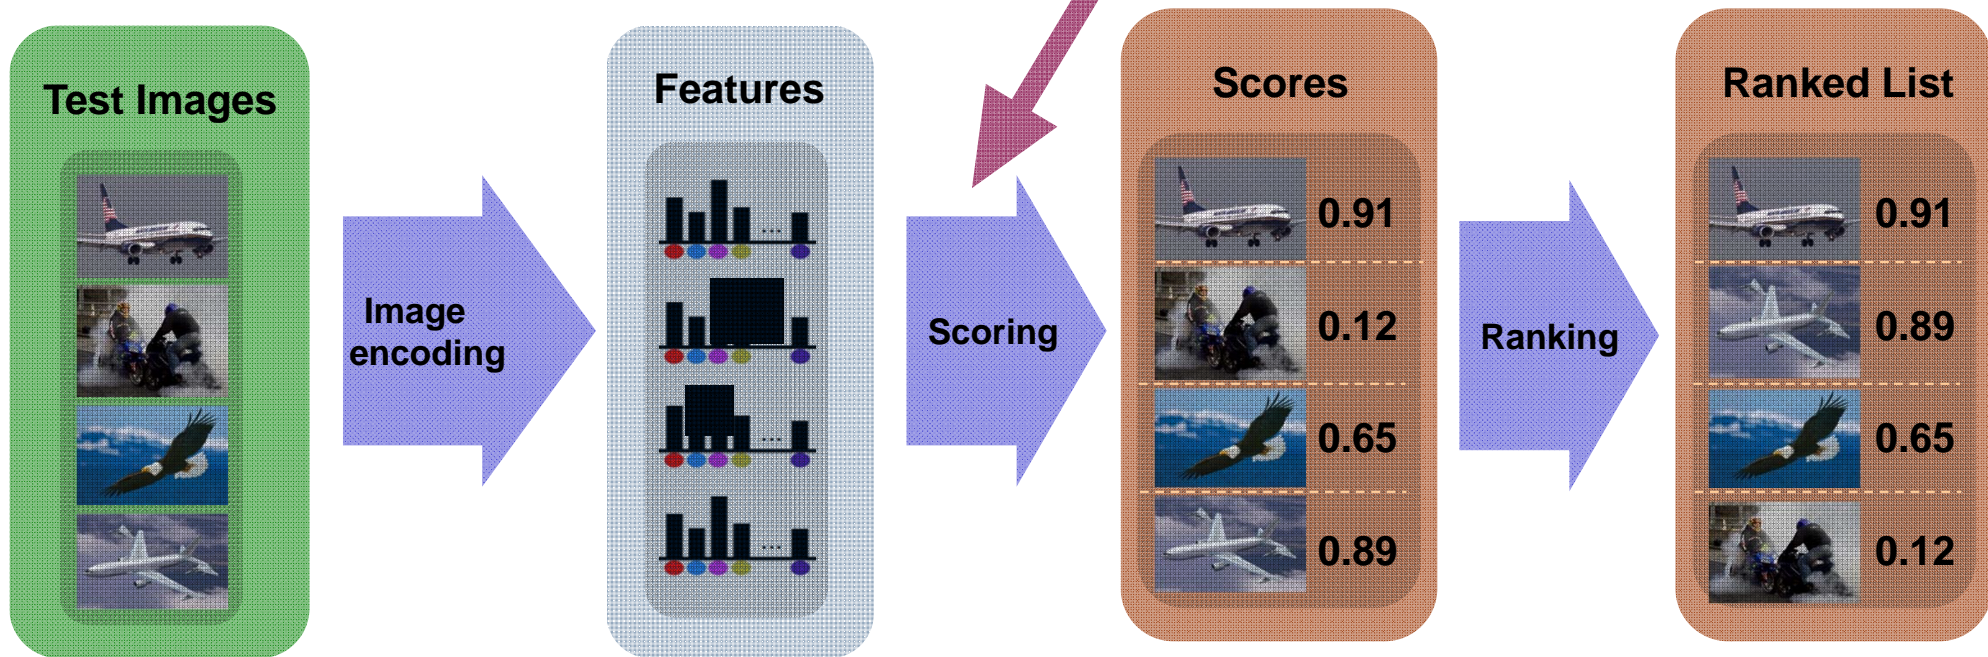 Test Images
Image
encoding
Features
...
...
...
Scoring
Scores
0.91
0.12
0.65
0.89
Ranking
Ranked List
0.91
0.89
0.65
0.12